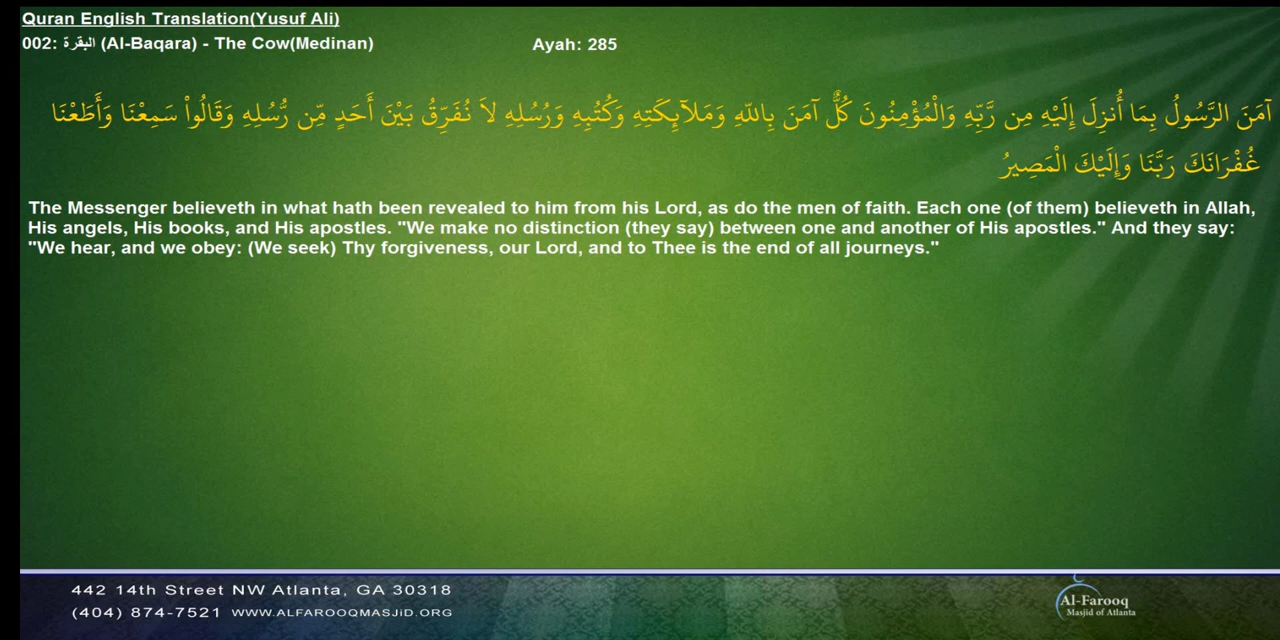 Quran English Translation(Yusuf Ali)
002: البقرة (Al-Baqara) - The Cow(Medinan)
Ayah: 285
آمَنَ الرَّسُولُ بِمَا أُنزِلَ إِلَيْهِ مِن رَّبِّهِ وَالْمُؤْمِنُونَ كُلٌّ آمَنَ بِاللّهِ وَمَلآئِكَتِهِ وَكُتُبِهِ وَرُسُلِهِ لاَ نُفَرِّقُ بَيْنَ أَحَدٍ مِّن رُّسُلِهِ وَقَالُواْ سَمِعْنَا وَأَطَعْنَا
غُفْرَانَكَ رَبَّنَا وَإِلَيْكَ الْمَصِيرُ
The Messenger believeth in what hath been revealed to him from his Lord, as do the men of faith. Each one (of them) believeth in Allah,
His angels, His books, and His apostles. "We make no distinction (they say) between one and another of His apostles." And they say:
"We hear, and we obey: (We seek) Thy forgiveness, our Lord, and to Thee is the end of all journeys."
442 14th Street NW Atlanta, GA 30318
(404) 874-7521 WWW.ALFAROOQMASJiD.ORG
Al-Farooq
Masjid of Atlanta